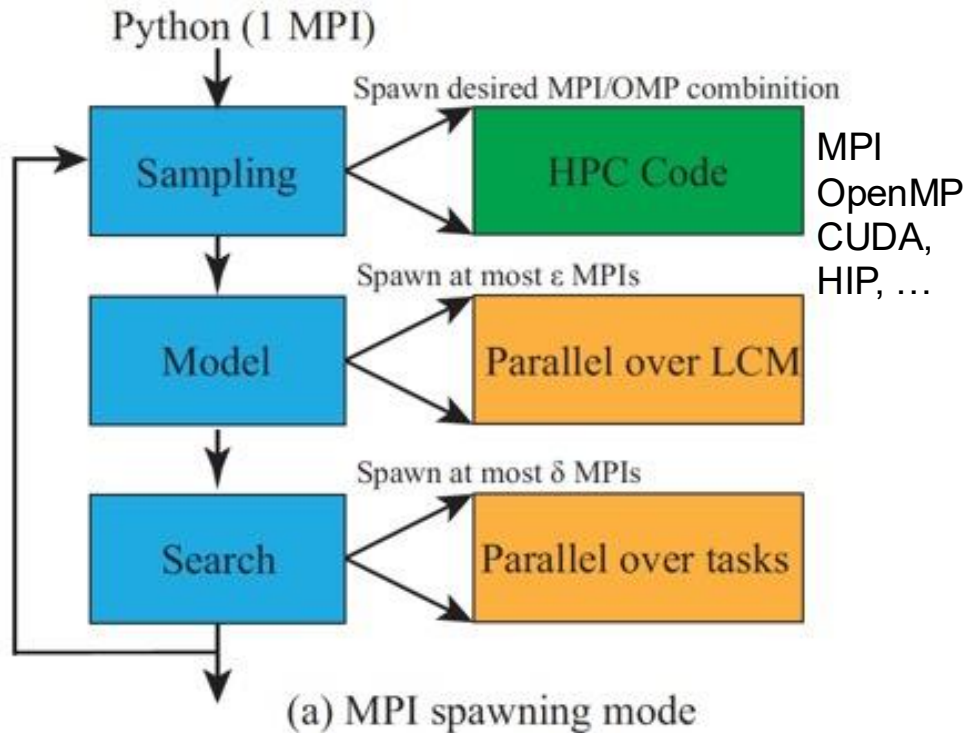 Python (1 MPI)
Spawn desired MPI/OMP combinition
Sampling
HPC Code
MPI
OpenMP
CUDA,
HIP, …
Spawn at most ε MPIs
Model
Parallel over LCM
Spawn at most δ MPIs
Search
Parallel over tasks
(a) MPI spawning mode